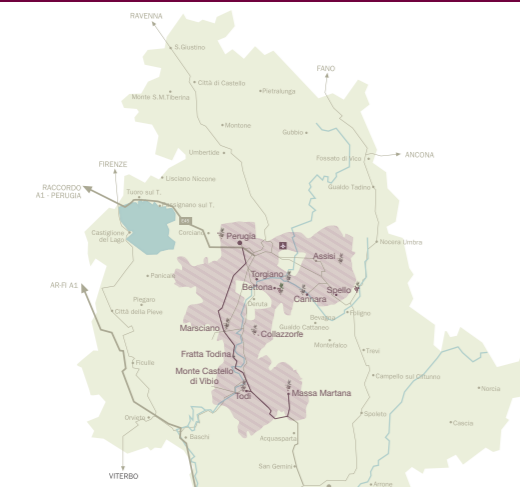 RAVENNA
S.Giustino
FANO
Città di Castello
Pietralunga
Monte S.M.Tiberina
Montone
Gubbio
Umbertide
Fossato di Vico
ANCONA
FIRENZE
Lisciano Niccone
RACCORDO
A1 - PERUGIA
Tuoro sul T.
Gualdo Tadino
Passignano sul T.
Castiglione
del Lago
Corciano
Perugia
Nocera Umbra
Assisi
Panicale
Torgiano
AR-FI A1
Bettona
Cannara
Spello
Piegaro
Deruta
Città della Pieve
Bevagna
Foligno
Marsciano
Collazzone
Gualdo Cattaneo
Montefalco
Trevi
Fratta Todina
Ficulle
Monte Castello
di Vibio
Campello sul Clitunno
Todi
Massa Martana
Norcia
Orvieto
Spoleto
Cascia
Baschi
Acquasparta
San Gemini
VITERBO
Arrone